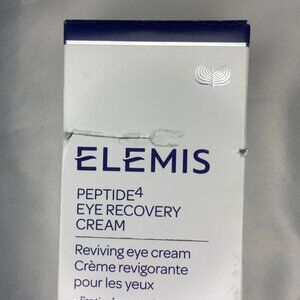 ELEMIS
PEPTIDE4
EYE RECOVERY
CREAM
Reviving eye cream
Crème revigorante
pour les yeux